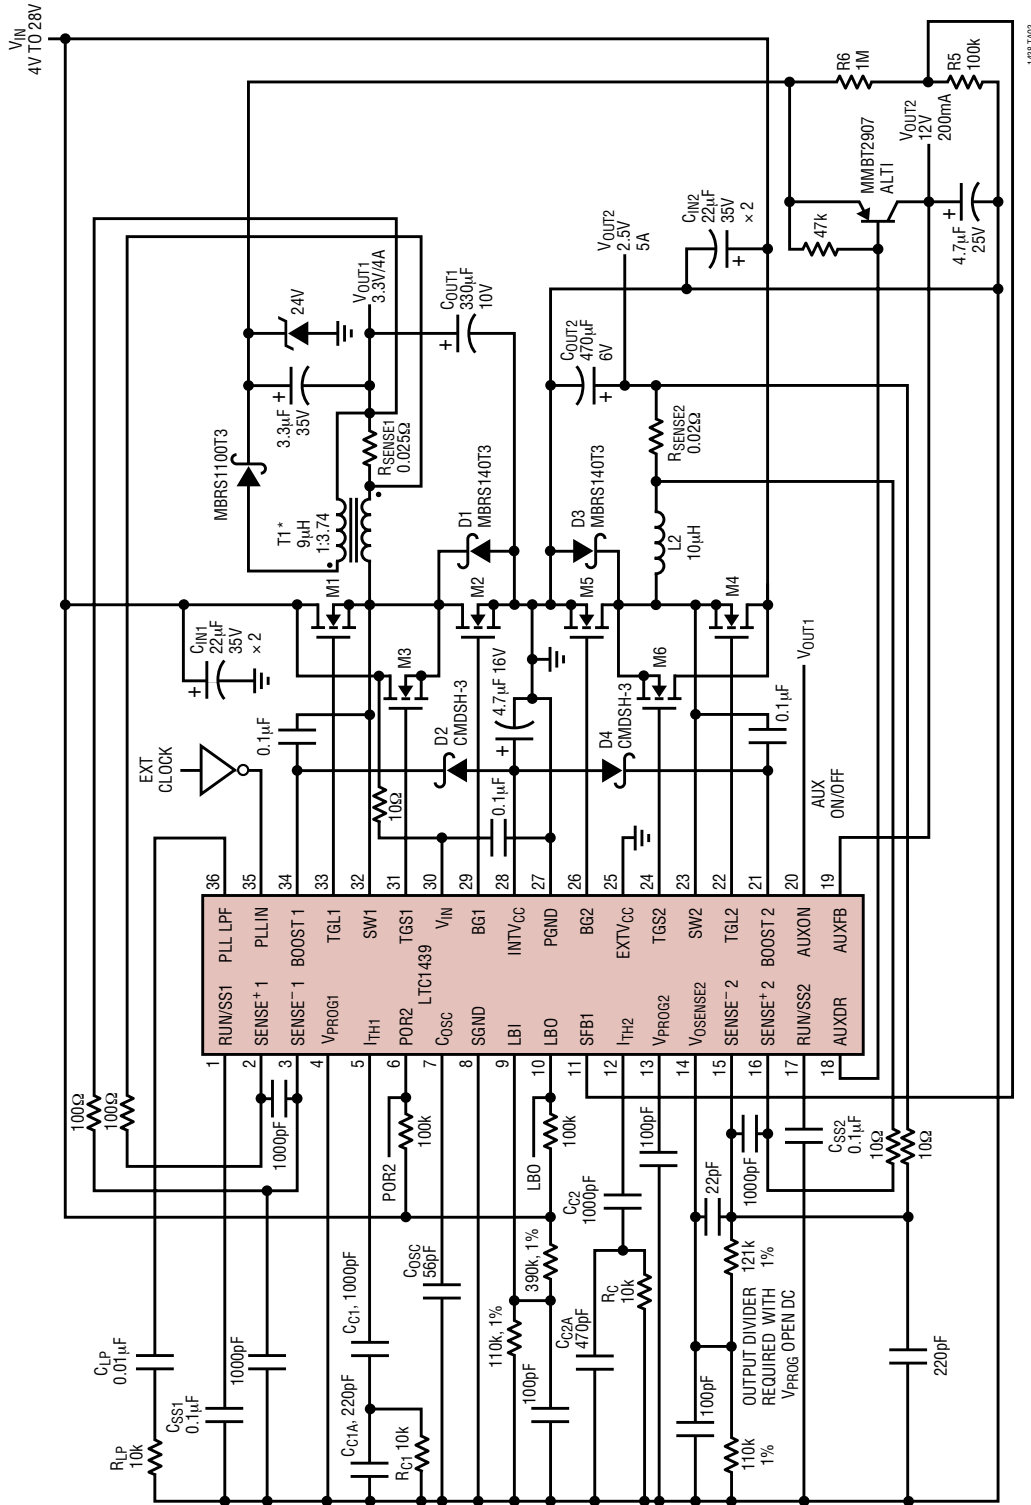 VIN
4V TO 28V
EXT
CLOCK
CIN1
22µF
35V
× 2
0.1µF
MBRS1100T3
T1*
9µH
1:3.74
3.3µF
35V
24V
VOUT1
3.3V/4A
RSENSE1
0.025Ω
COUT1
330µF
10V
M1
M2
M3
D1
MBRS140T3
D2
CMDSH-3
4.7µF 16V
10Ω
0.1µF
D3
MBRS140T3
D4
CMDSH-3
M5
M6
M4
L2
10µH
RSENSE2
0.02Ω
COUT2
470µF
6V
VOUT2
2.5V
5A
CIN2
22µF
35V
× 2
0.1µF
VOUT1
AUX
ON/OFF
47k
MMBT2907
ALTI
R6
1M
R5
100k
VOUT2
12V
200mA
4.7µF
25V
LTC1439
1 RUN/SS1
2 SENSE+ 1
3 SENSE– 1
4 VPROG1
5 ITH1
6 POR2
7 COSC
8 SGND
9 LBI
10 LBO
11 SFB1
12 ITH2
13 VPROG2
14 VOSENSE2
15 SENSE– 2
16 SENSE+ 2
17 RUN/SS2
18 AUXDR
36 PLL LPF
35 PLLIN
34 BOOST 1
33 TGL1
32 SW1
31 TGS1
30 VIN
29 BG1
28 INTVCC
27 PGND
26 BG2
25 EXTVCC
24 TGS2
23 SW2
22 TGL2
21 BOOST 2
20 AUXON
19 AUXFB
100Ω
100Ω
1000pF
POR2
100k
LBO
100k
CLP
0.01µF
RLP
10k
CSS1
0.1µF
1000pF
CC1, 1000pF
CC1A, 220pF
RC1 10k
COSC
56pF
390k, 1%
110k, 1%
100pF
CC2
1000pF
CC2A
470pF
RC
10k
100pF
22pF
1000pF
100pF
121k
1%
110k
1%
OUTPUT DIVIDER
REQUIRED WITH
VPROG OPEN DC
CSS2
0.1µF
10Ω
10Ω
220pF